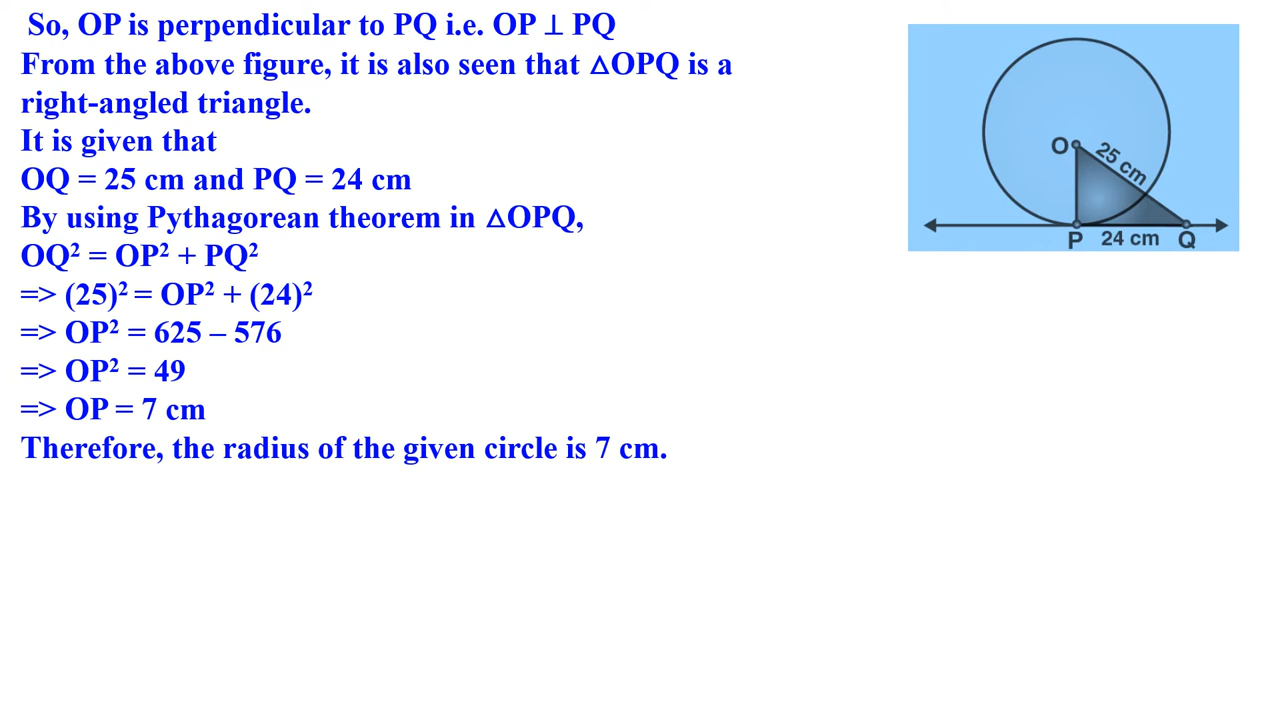 So, OP is perpendicular to PQ i.e. OP ⊥ PQ
From the above figure, it is also seen that △OPQ is a
right-angled triangle.
It is given that
OQ = 25 cm and PQ = 24 cm
By using Pythagorean theorem in △OPQ,
OQ² = OP² + PQ²
=> (25)² = OP² + (24)²
=> OP² = 625 – 576
=> OP² = 49
=> OP = 7 cm
Therefore, the radius of the given circle is 7 cm.
O
25 cm
P 24 cm Q